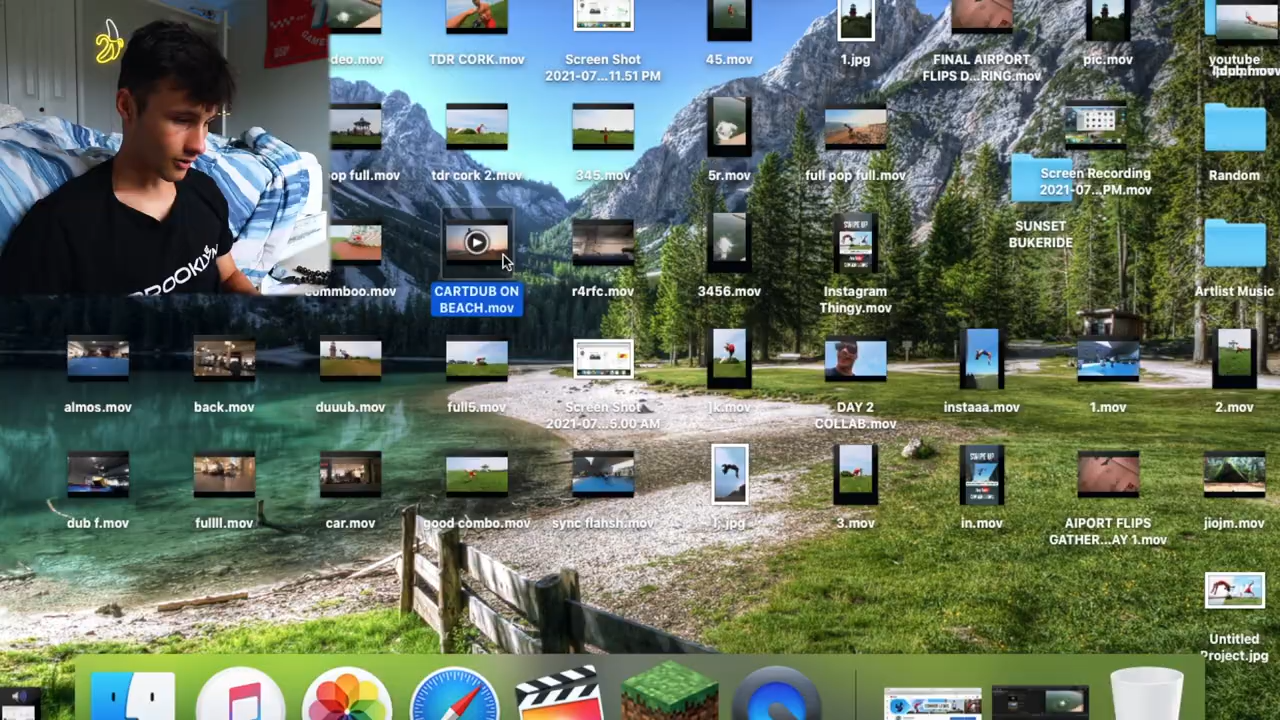 GAME
deo.mov
TDR CORK.mov
Screen Shot
2021-07...11.51 PM
45.mov
1.jpg
FINAL AIRPORT
FLIPS D...RING.mov
pic.mov
youtube
op full.mov
tdr cork 2.mov
345.mov
5r.mov
full pop full.mov
Screen Recording
2021-07...PM.mov
Random
SUNSET
BUKERIDE
BROOKLYN
ommboo.mov
CARTDUB ON
BEACH.mov
r4rfc.mov
3456.mov
Instagram
Thingy.mov
Artlist Music
almos.mov
back.mov
duuub.mov
full5.mov
Screen Shot
2021-07...5.00 AM
jk.mov
DAY 2
COLLAB.mov
instaaa.mov
1.mov
2.mov
dub f.mov
fullll.mov
car.mov
good combo.mov
sync flahsh.mov
3.mov
SWIPE UP
in.mov
AIPORT FLIPS
GATHER...AY 1.mov
jiojm.mov
Untitled
Project.jpg